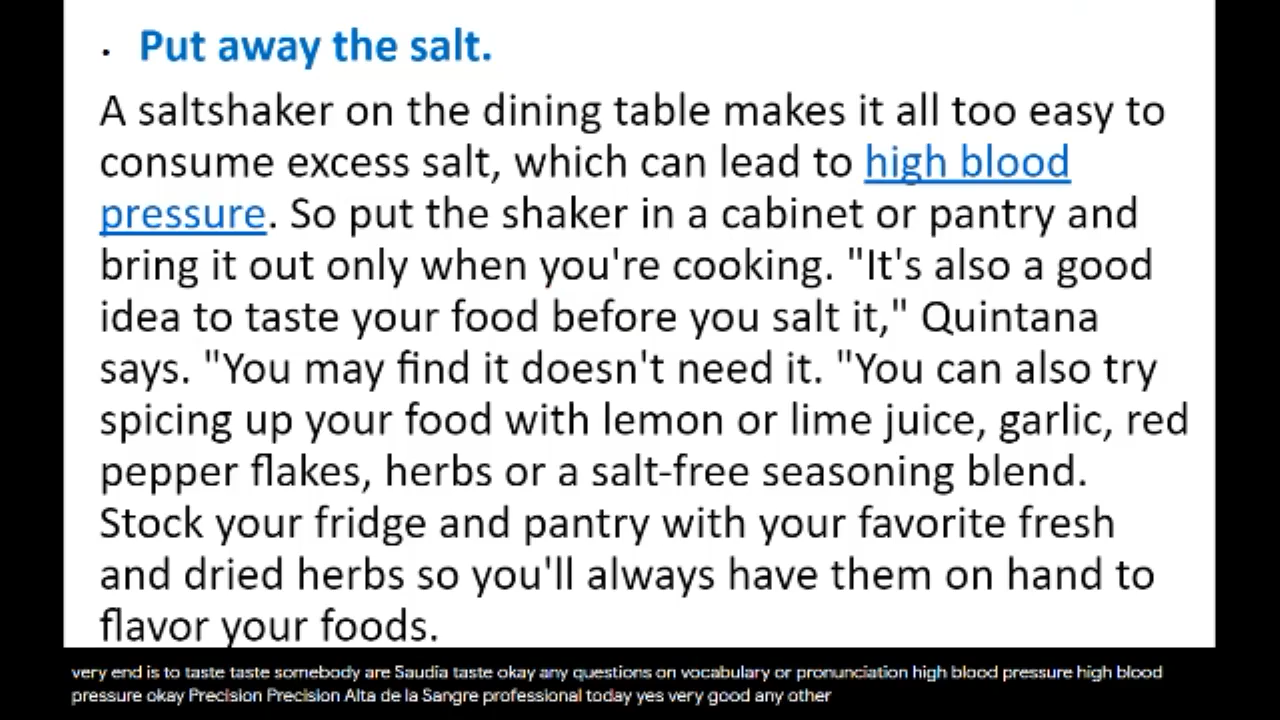 · Put away the salt.
A saltshaker on the dining table makes it all too easy to
consume excess salt, which can lead to high blood
pressure. So put the shaker in a cabinet or pantry and
bring it out only when you're cooking. "It's also a good
idea to taste your food before you salt it," Quintana
says. "You may find it doesn't need it. "You can also try
spicing up your food with lemon or lime juice, garlic, red
pepper flakes, herbs or a salt-free seasoning blend.
Stock your fridge and pantry with your favorite fresh
and dried herbs so you'll always have them on hand to
flavor your foods.
very end is to taste taste somebody are Saudia taste okay any questions on vocabulary or pronunciation high blood pressure high blood
pressure okay Precision Precision Alta de la Sangre professional today yes very good any other